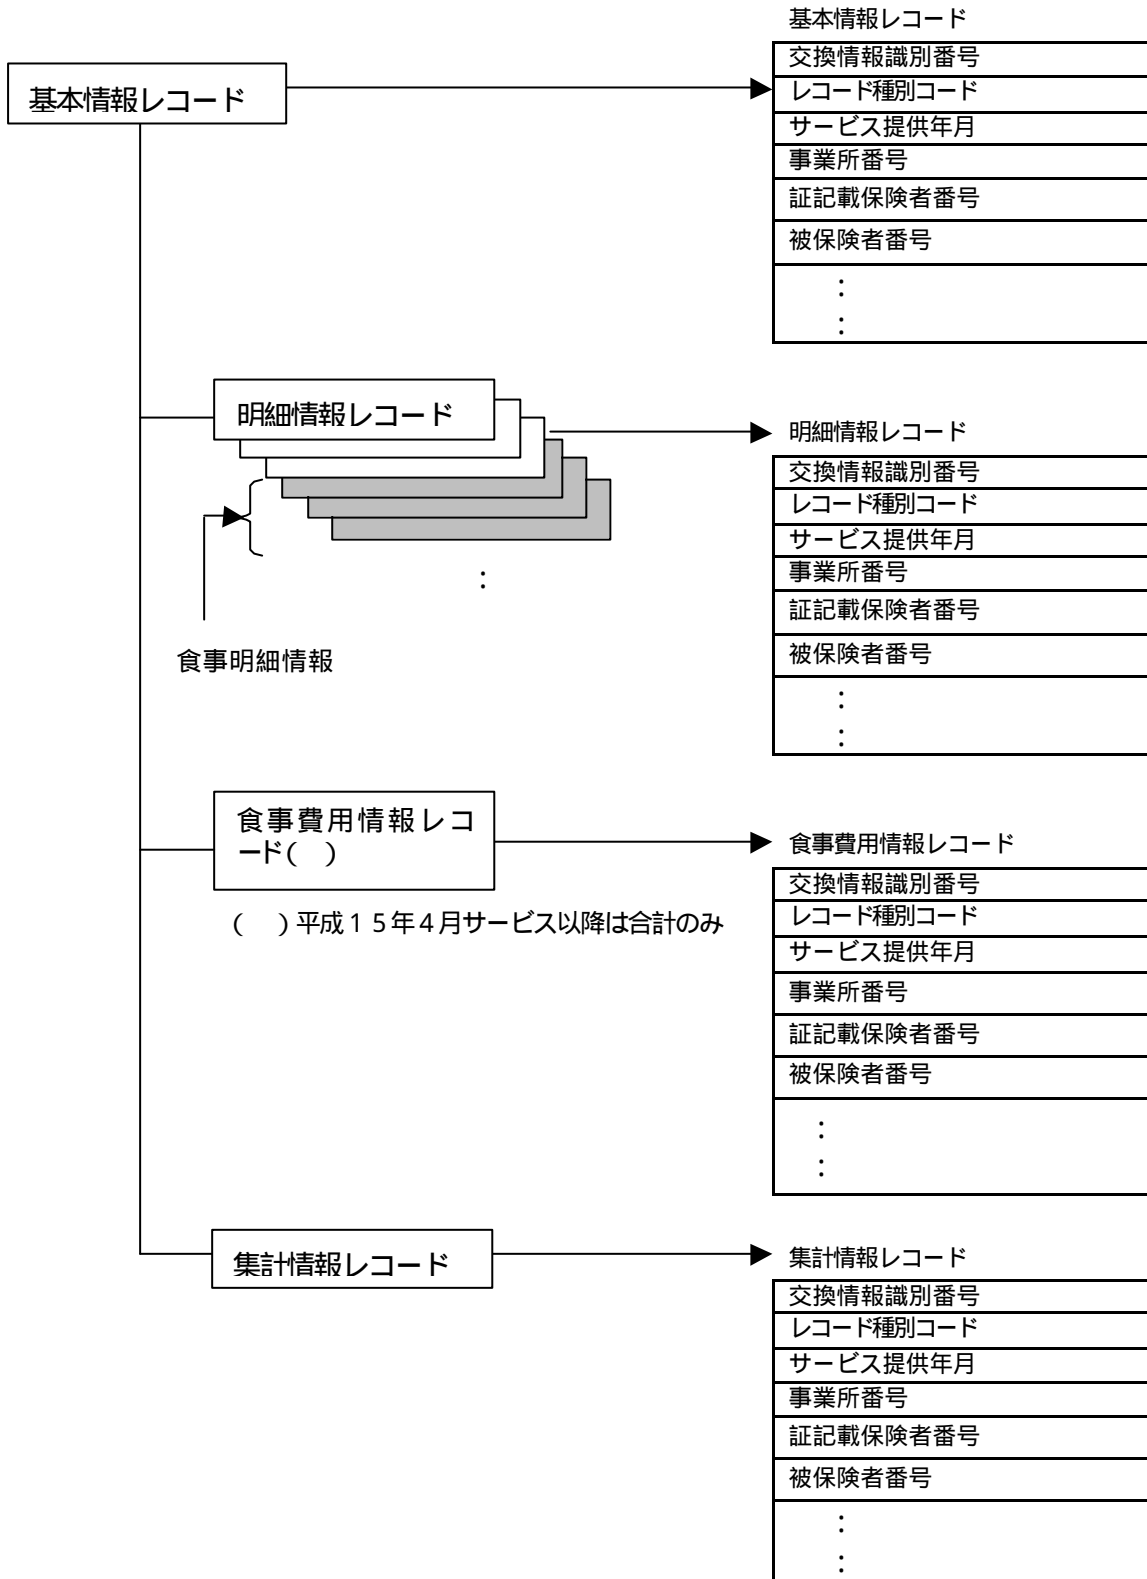 基本情報レコード
基本情報レコード
交換情報識別番号
レコード種別コード
サービス提供年月
事業所番号
証記載保険者番号
被保険者番号
：
：
明細情報レコード
：
食事明細情報
明細情報レコード
交換情報識別番号
レコード種別コード
サービス提供年月
事業所番号
証記載保険者番号
被保険者番号
：
：
食事費用情報レコ
ード(　)
(　)平成１５年４月サービス以降は合計のみ
食事費用情報レコード
交換情報識別番号
レコード種別コード
サービス提供年月
事業所番号
証記載保険者番号
被保険者番号
：
：
集計情報レコード
集計情報レコード
交換情報識別番号
レコード種別コード
サービス提供年月
事業所番号
証記載保険者番号
被保険者番号
：
：